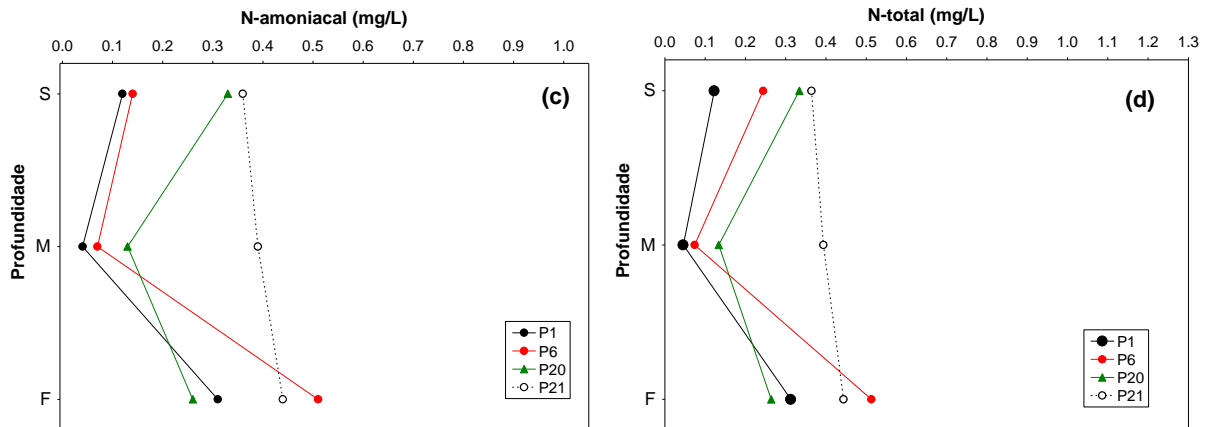 N-amoniacal (mg/L)
0.0 0.1 0.2 0.3 0.4 0.5 0.6 0.7 0.8 0.9 1.0
S
M
F
Profundidade
(c)
P1
P6
P20
P21
N-total (mg/L)
0.0 0.1 0.2 0.3 0.4 0.5 0.6 0.7 0.8 0.9 1.0 1.1 1.2 1.3
S
M
F
Profundidade
(d)
P1
P6
P20
P21